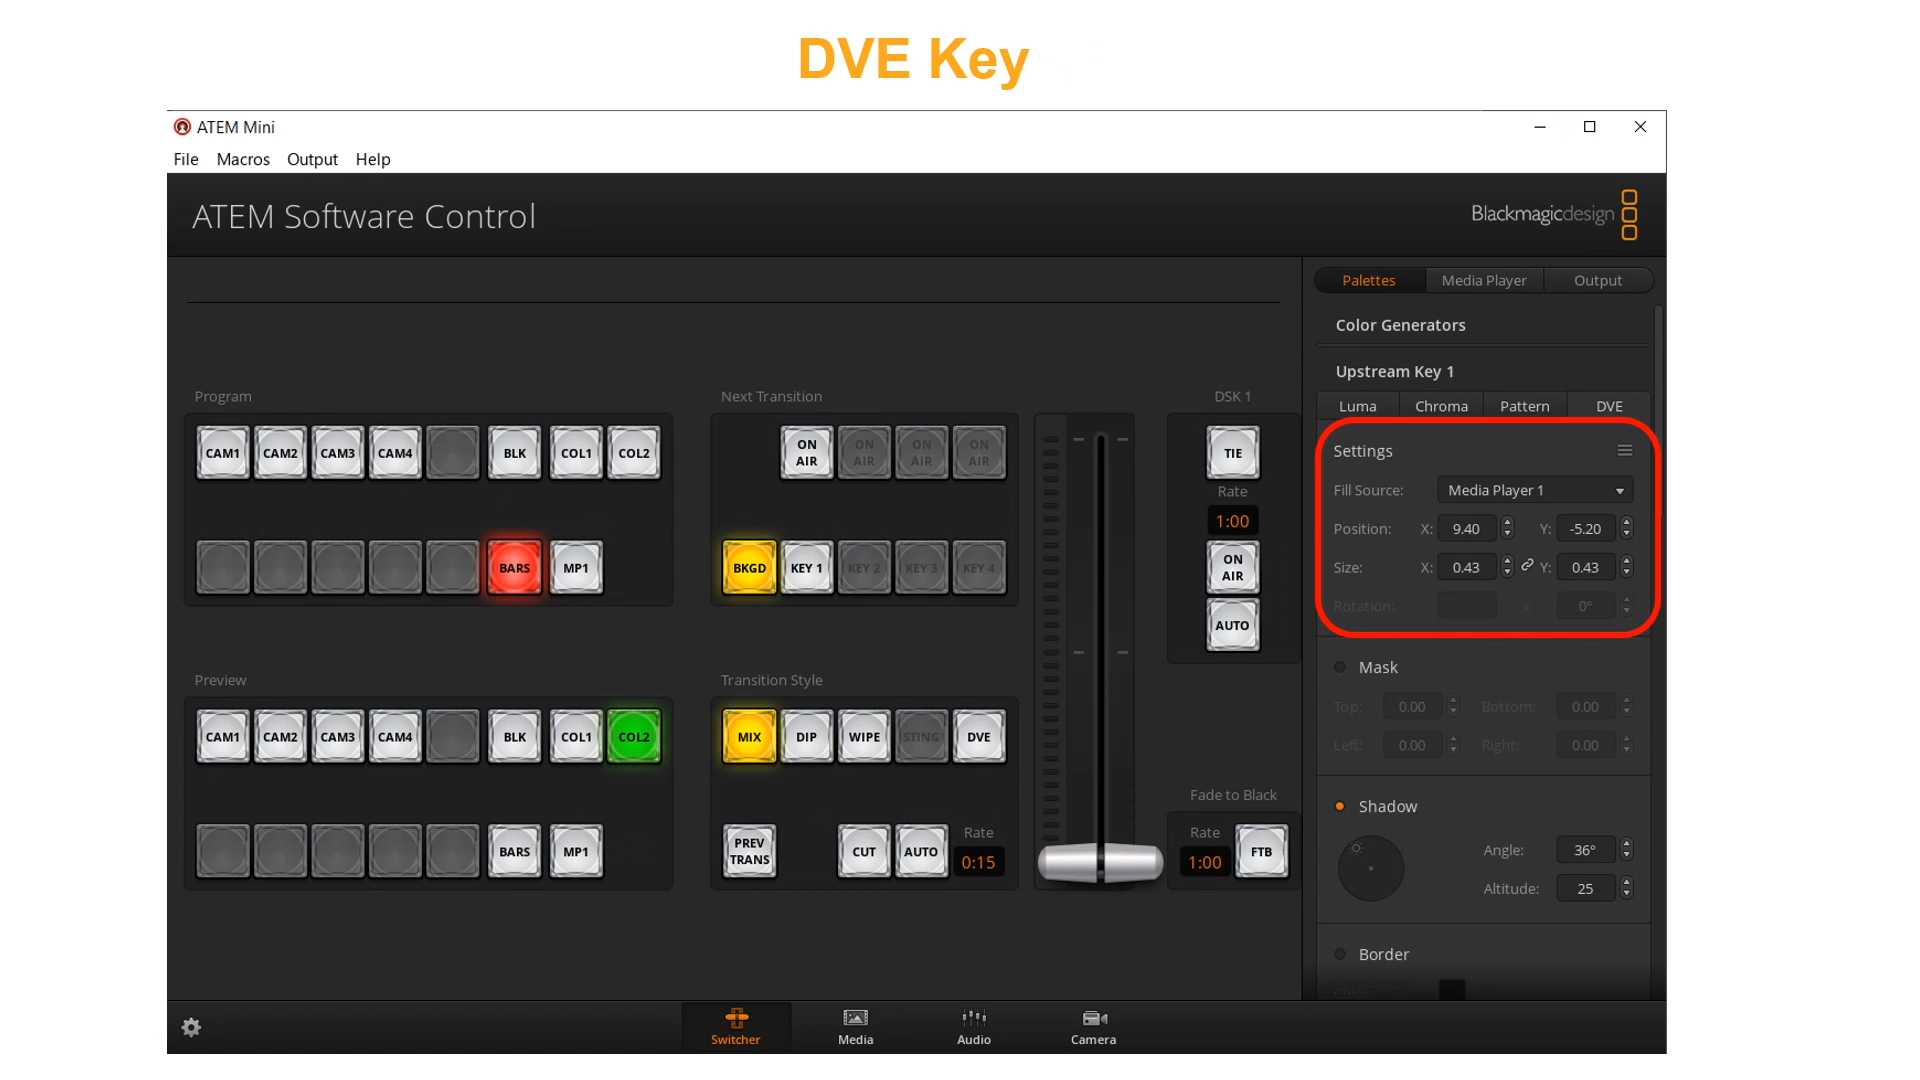 DVE Key
ATEM Mini
File Macros Output Help
ATEM Software Control
Blackmagicdesign
Palettes Media Player Output
Color Generators
Upstream Key 1
Luma Chroma Pattern DVE
Settings
Fill Source: Media Player 1
Position: X: 9.40 Y: -5.20
Size: X: 0.43 Y: 0.43
Rotation: x 0°
Mask
Top: 0.00 Bottom: 0.00
Left: 0.00 Right: 0.00
Shadow
Angle: 36°
Altitude: 25
Border
Color:
Program
CAM1 CAM2 CAM3 CAM4 BLK COL1 COL2
BARS MP1
Next Transition
ON AIR ON AIR ON AIR ON AIR
BKGD KEY 1 KEY 2 KEY 3 KEY 4
DSK 1
TIE
Rate
1:00
ON AIR
AUTO
Preview
CAM1 CAM2 CAM3 CAM4 BLK COL1 COL2
BARS MP1
Transition Style
MIX DIP WIPE STING DVE
PREV TRANS CUT AUTO
Rate
0:15
Fade to Black
Rate
1:00 FTB
Switcher Media Audio Camera